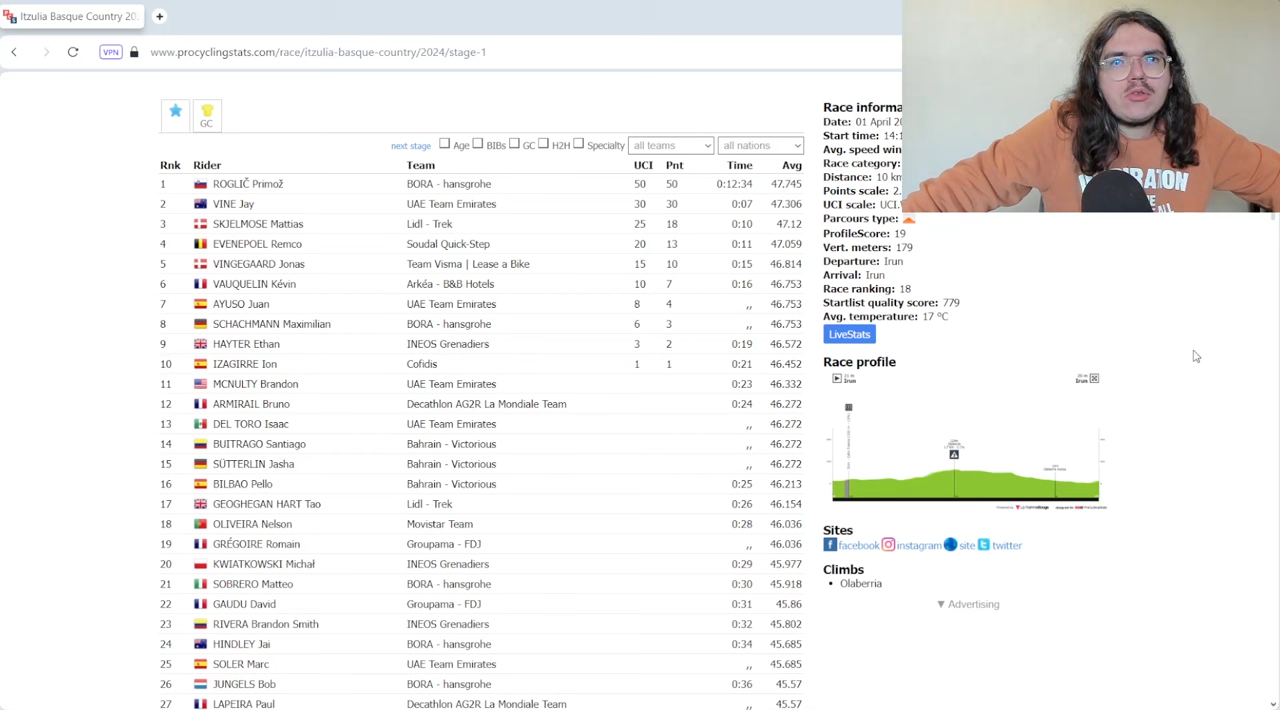 Itzulia Basque Country 20
VPN www.procyclingstats.com/race/itzulia-basque-country/2024/stage-1
GC
next stage Age BIBs GC H2H Specialty all teams all nations
Rnk Rider Team UCI Pnt Time Avg
1 ROGLIČ Primož BORA - hansgrohe 50 50 0:12:34 47.745
2 VINE Jay UAE Team Emirates 30 30 0:07 47.306
3 SKJELMOSE Mattias Lidl - Trek 25 18 0:10 47.12
4 EVENEPOEL Remco Soudal Quick-Step 20 13 0:11 47.059
5 VINGEGAARD Jonas Team Visma | Lease a Bike 15 10 0:15 46.814
6 VAUQUELIN Kévin Arkéa - B&B Hotels 10 7 0:16 46.753
7 AYUSO Juan UAE Team Emirates 8 4 ,, 46.753
8 SCHACHMANN Maximilian BORA - hansgrohe 6 3 ,, 46.753
9 HAYTER Ethan INEOS Grenadiers 3 2 0:19 46.572
10 IZAGIRRE Ion Cofidis 1 1 0:21 46.452
11 MCNULTY Brandon UAE Team Emirates 0:23 46.332
12 ARMIRAIL Bruno Decathlon AG2R La Mondiale Team 0:24 46.272
13 DEL TORO Isaac UAE Team Emirates ,, 46.272
14 BUITRAGO Santiago Bahrain - Victorious ,, 46.272
15 SÜTTERLIN Jasha Bahrain - Victorious ,, 46.272
16 BILBAO Pello Bahrain - Victorious 0:25 46.213
17 GEOGHEGAN HART Tao Lidl - Trek 0:26 46.154
18 OLIVEIRA Nelson Movistar Team 0:28 46.036
19 GRÉGOIRE Romain Groupama - FDJ ,, 46.036
20 KWIATKOWSKI Michał INEOS Grenadiers 0:29 45.977
21 SOBRERO Matteo BORA - hansgrohe 0:30 45.918
22 GAUDU David Groupama - FDJ 0:31 45.86
23 RIVERA Brandon Smith INEOS Grenadiers 0:32 45.802
24 HINDLEY Jai BORA - hansgrohe 0:34 45.685
25 SOLER Marc UAE Team Emirates ,, 45.685
26 JUNGELS Bob BORA - hansgrohe 0:36 45.57
27 LAPEIRA Paul Decathlon AG2R La Mondiale Team ,, 45.57
Race informa
Date: 01 April 20
Start time: 14:1
Avg. speed win
Race category:
Distance: 10 km
Points scale: 2.
UCI scale: UCI.
Parcours type:
ProfileScore: 19
Vert. meters: 179
Departure: Irun
Arrival: Irun
Race ranking: 18
Startlist quality score: 779
Avg. temperature: 17 °C
LiveStats
Race profile
Irun Irun
Sites
facebook instagram site twitter
Climbs
• Olaberria
▼ Advertising